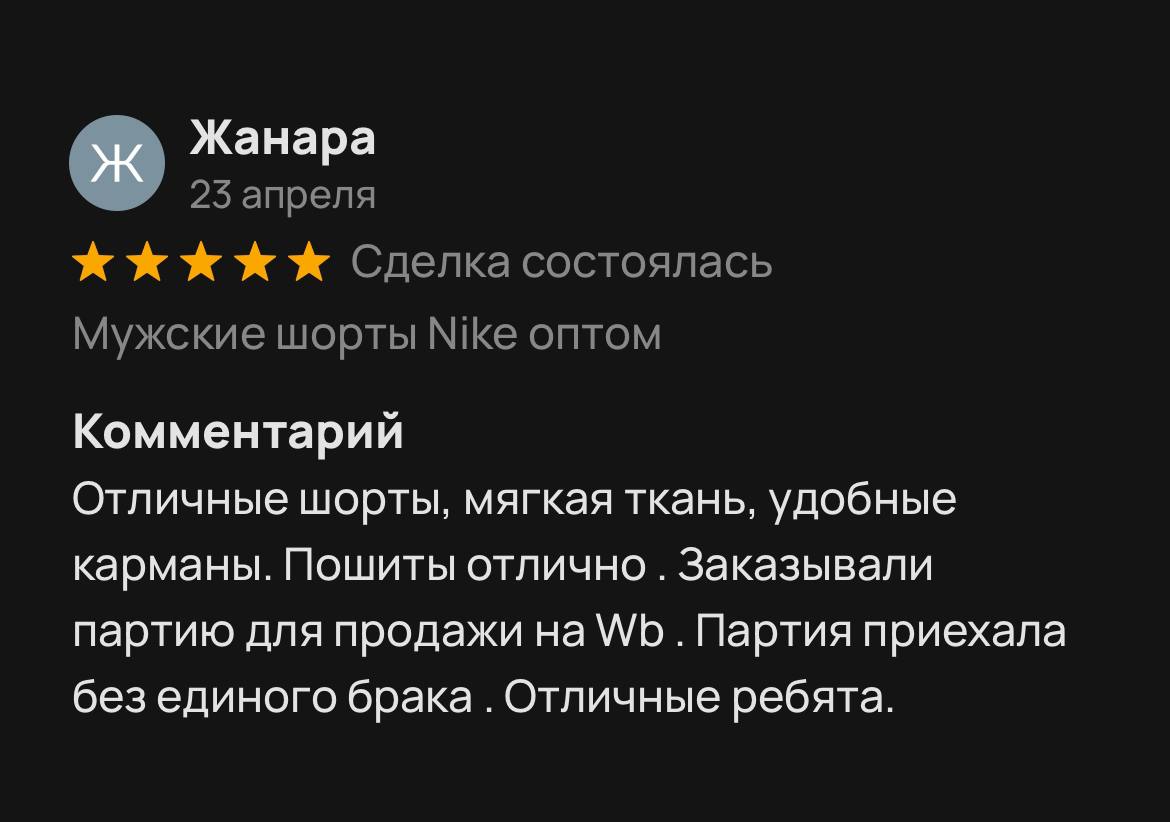 Ж
Жанара
23 апреля
Сделка состоялась
Мужские шорты Nike оптом
Комментарий
Отличные шорты, мягкая ткань, удобные
карманы. Пошиты отлично . Заказывали
партию для продажи на Wb . Партия приехала
без единого брака . Отличные ребята.